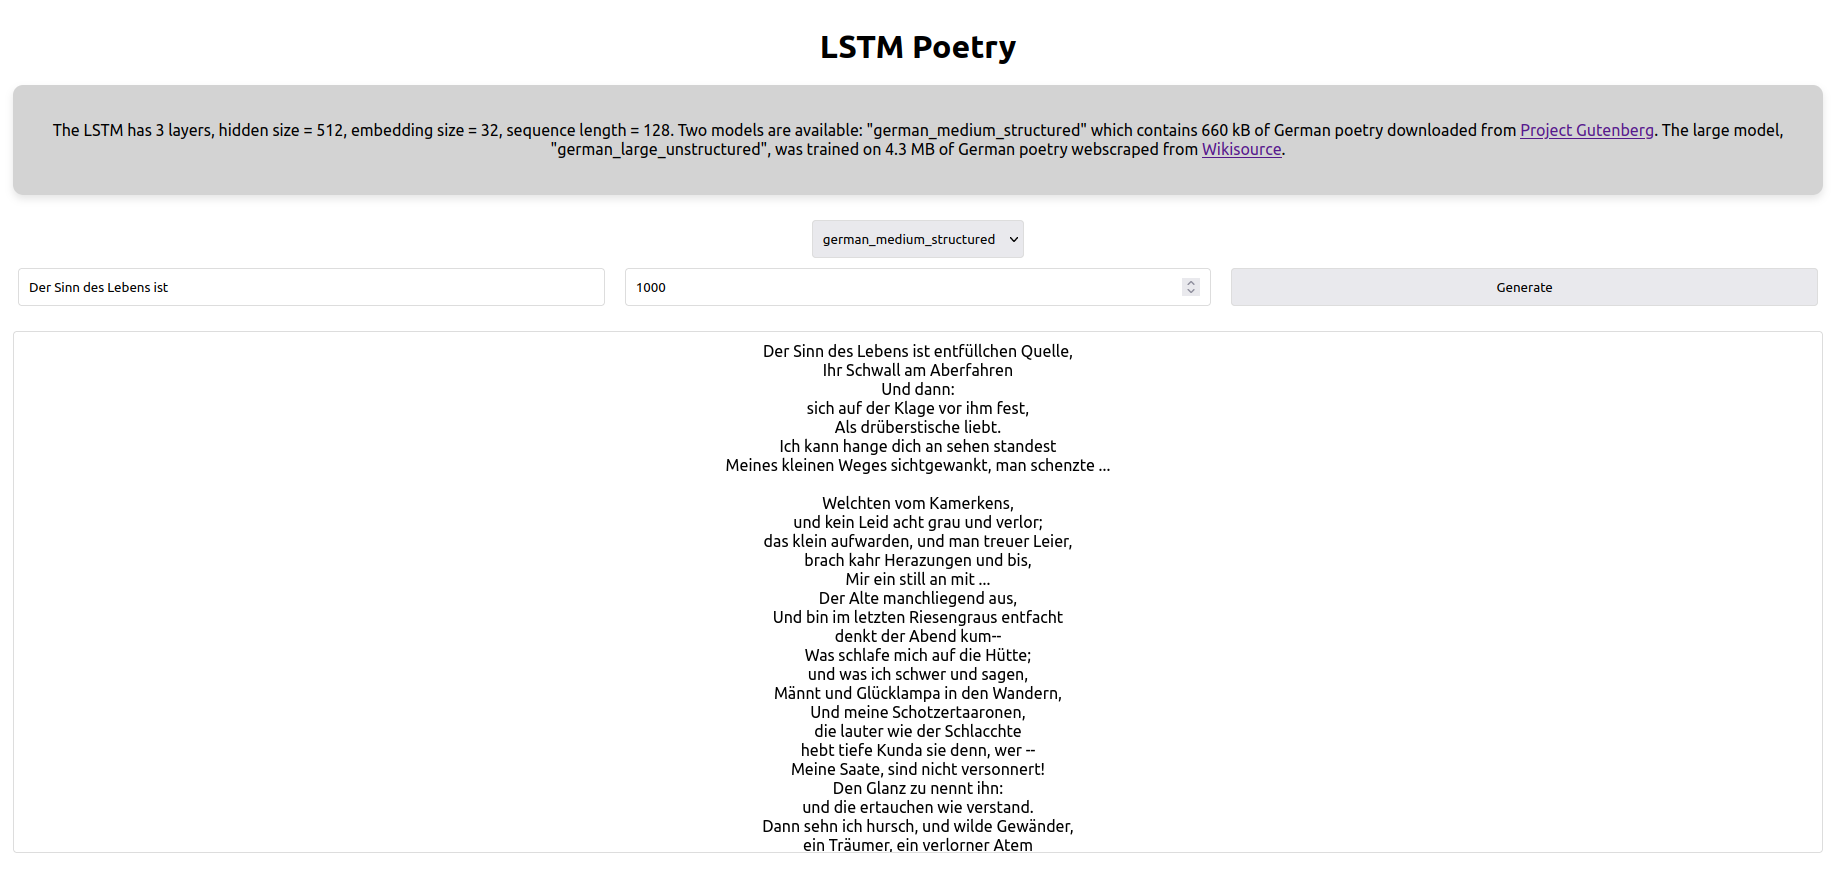 LSTM Poetry
The LSTM has 3 layers, hidden size = 512, embedding size = 32, sequence length = 128. Two models are available: "german_medium_structured" which contains 660 kB of German poetry downloaded from Project Gutenberg. The large model,
"german_large_unstructured", was trained on 4.3 MB of German poetry webscraped from Wikisource.
german_medium_structured
Der Sinn des Lebens ist
1000
Generate
Der Sinn des Lebens ist entfüllchen Quelle,
Ihr Schwall am Aberfahren
Und dann:
sich auf der Klage vor ihm fest,
Als drüberstische liebt.
Ich kann hange dich an sehen standest
Meines kleinen Weges sichtgewankt, man schenzte ...
Welchten vom Kamerkens,
und kein Leid acht grau und verlor;
das klein aufwarden, und man treuer Leier,
brach kahr Herazungen und bis,
Mir ein still an mit ...
Der Alte manchliegend aus,
Und bin im letzten Riesengraus entfacht
denkt der Abend kum--
Was schlafe mich auf die Hütte;
und was ich schwer und sagen,
Männt und Glücklampa in den Wandern,
Und meine Schotzertaaronen,
die lauter wie der Schlacchte
hebt tiefe Kunda sie denn, wer --
Meine Saate, sind nicht versonnert!
Den Glanz zu nennt ihn:
und die ertauchen wie verstand.
Dann sehn ich hursch, und wilde Gewänder,
ein Träumer, ein verlorner Atem